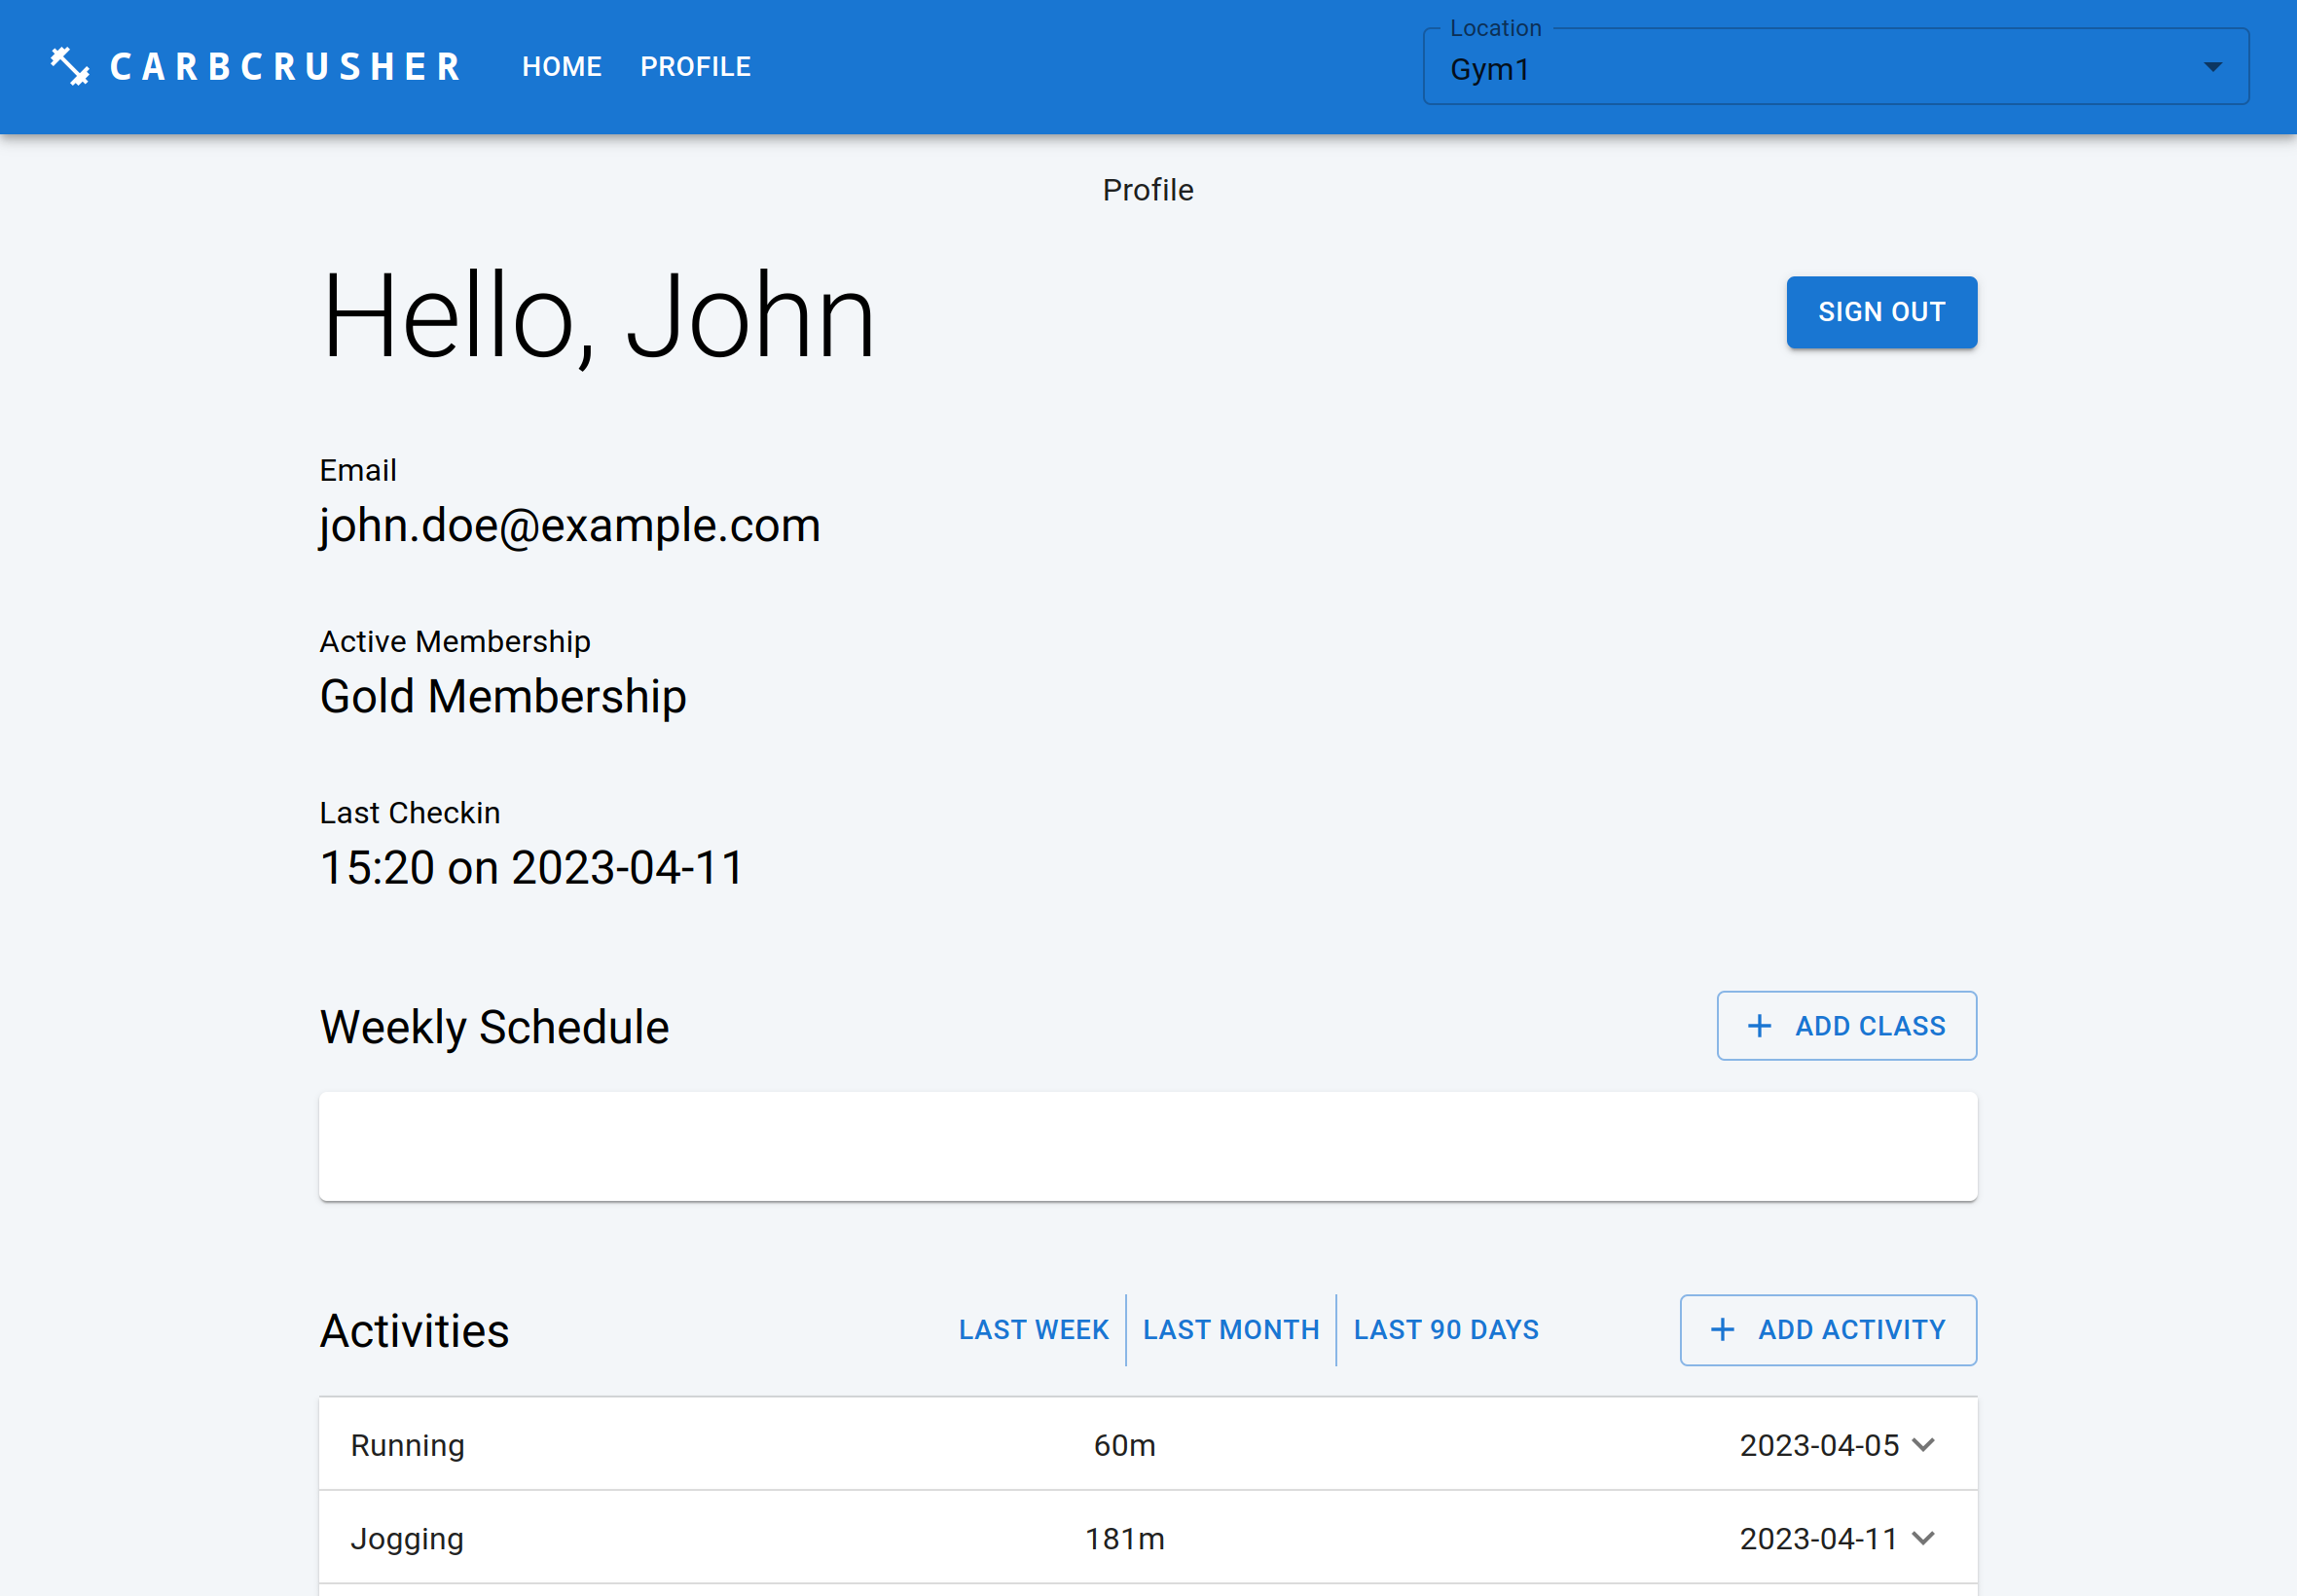 CARBCRUSHER HOME PROFILE
Location
Gym1
Profile
Hello, John
SIGN OUT
Email
john.doe@example.com
Active Membership
Gold Membership
Last Checkin
15:20 on 2023-04-11
Weekly Schedule
ADD CLASS
Activities
LAST WEEK LAST MONTH LAST 90 DAYS
ADD ACTIVITY
Running 60m 2023-04-05
Jogging 181m 2023-04-11